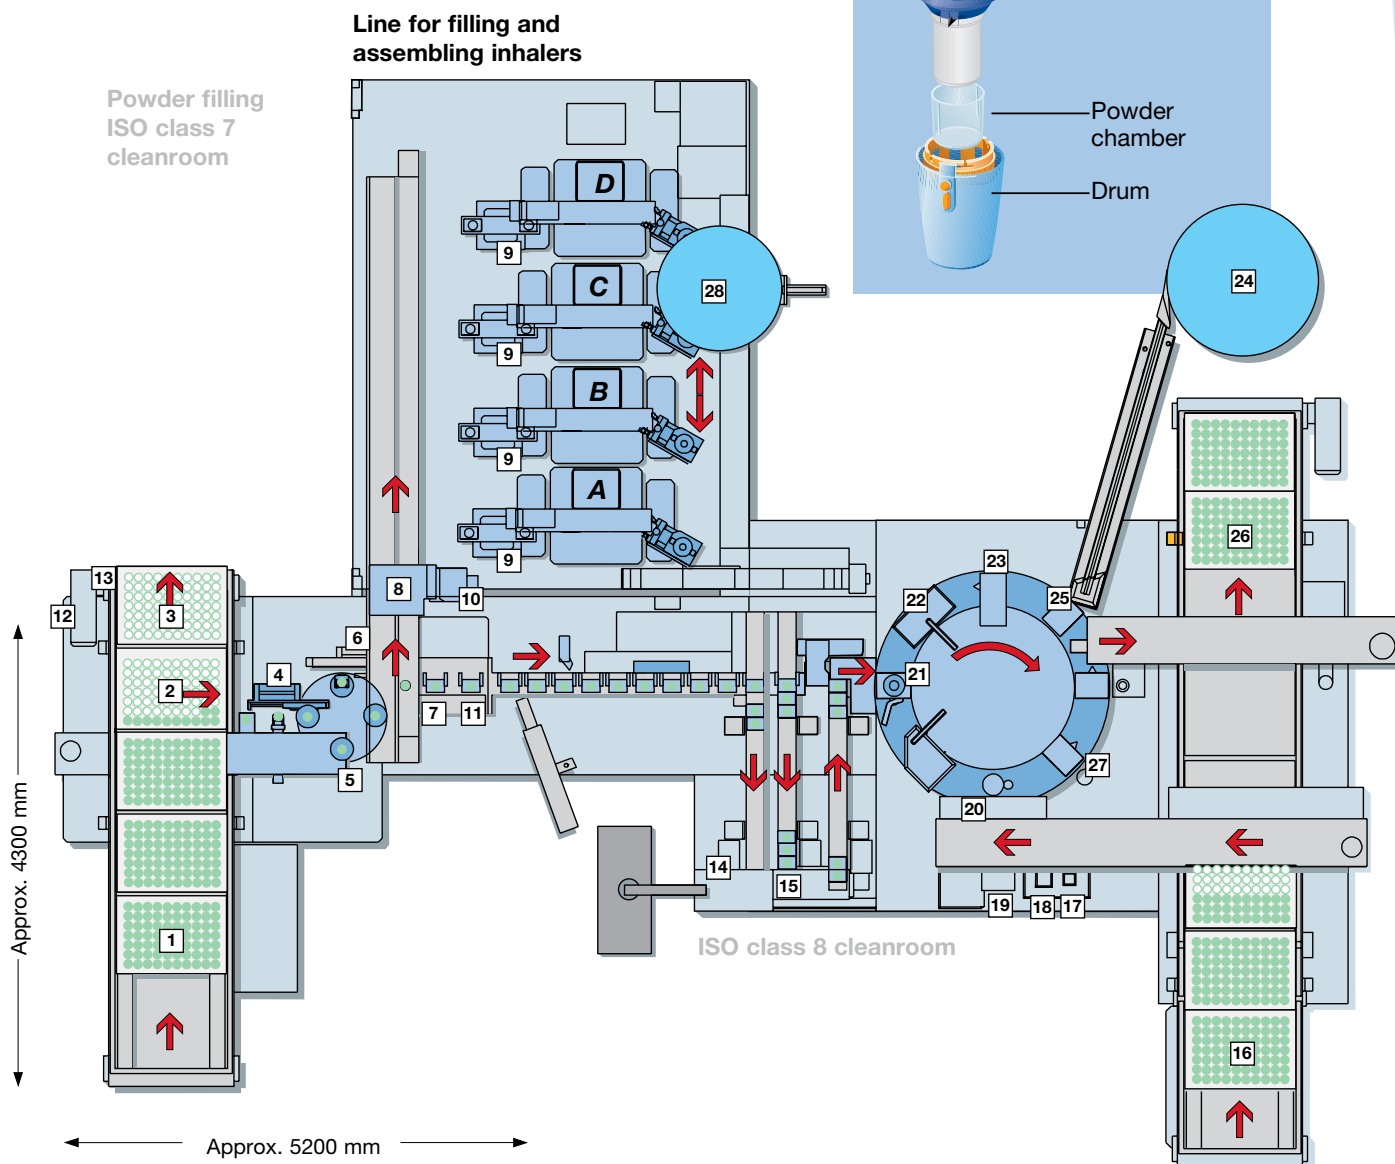 Line for filling and
assembling inhalers
Powder filling
ISO class 7
cleanroom
Powder
chamber
Drum
D
9
C
9
B
9
A
9
28
24
26
23
22
25
21
27
20
19
18
17
16
13
12
3
2
1
4
5
6
7
8
10
11
14
15
ISO class 8 cleanroom
Approx. 4300 mm
Approx. 5200 mm